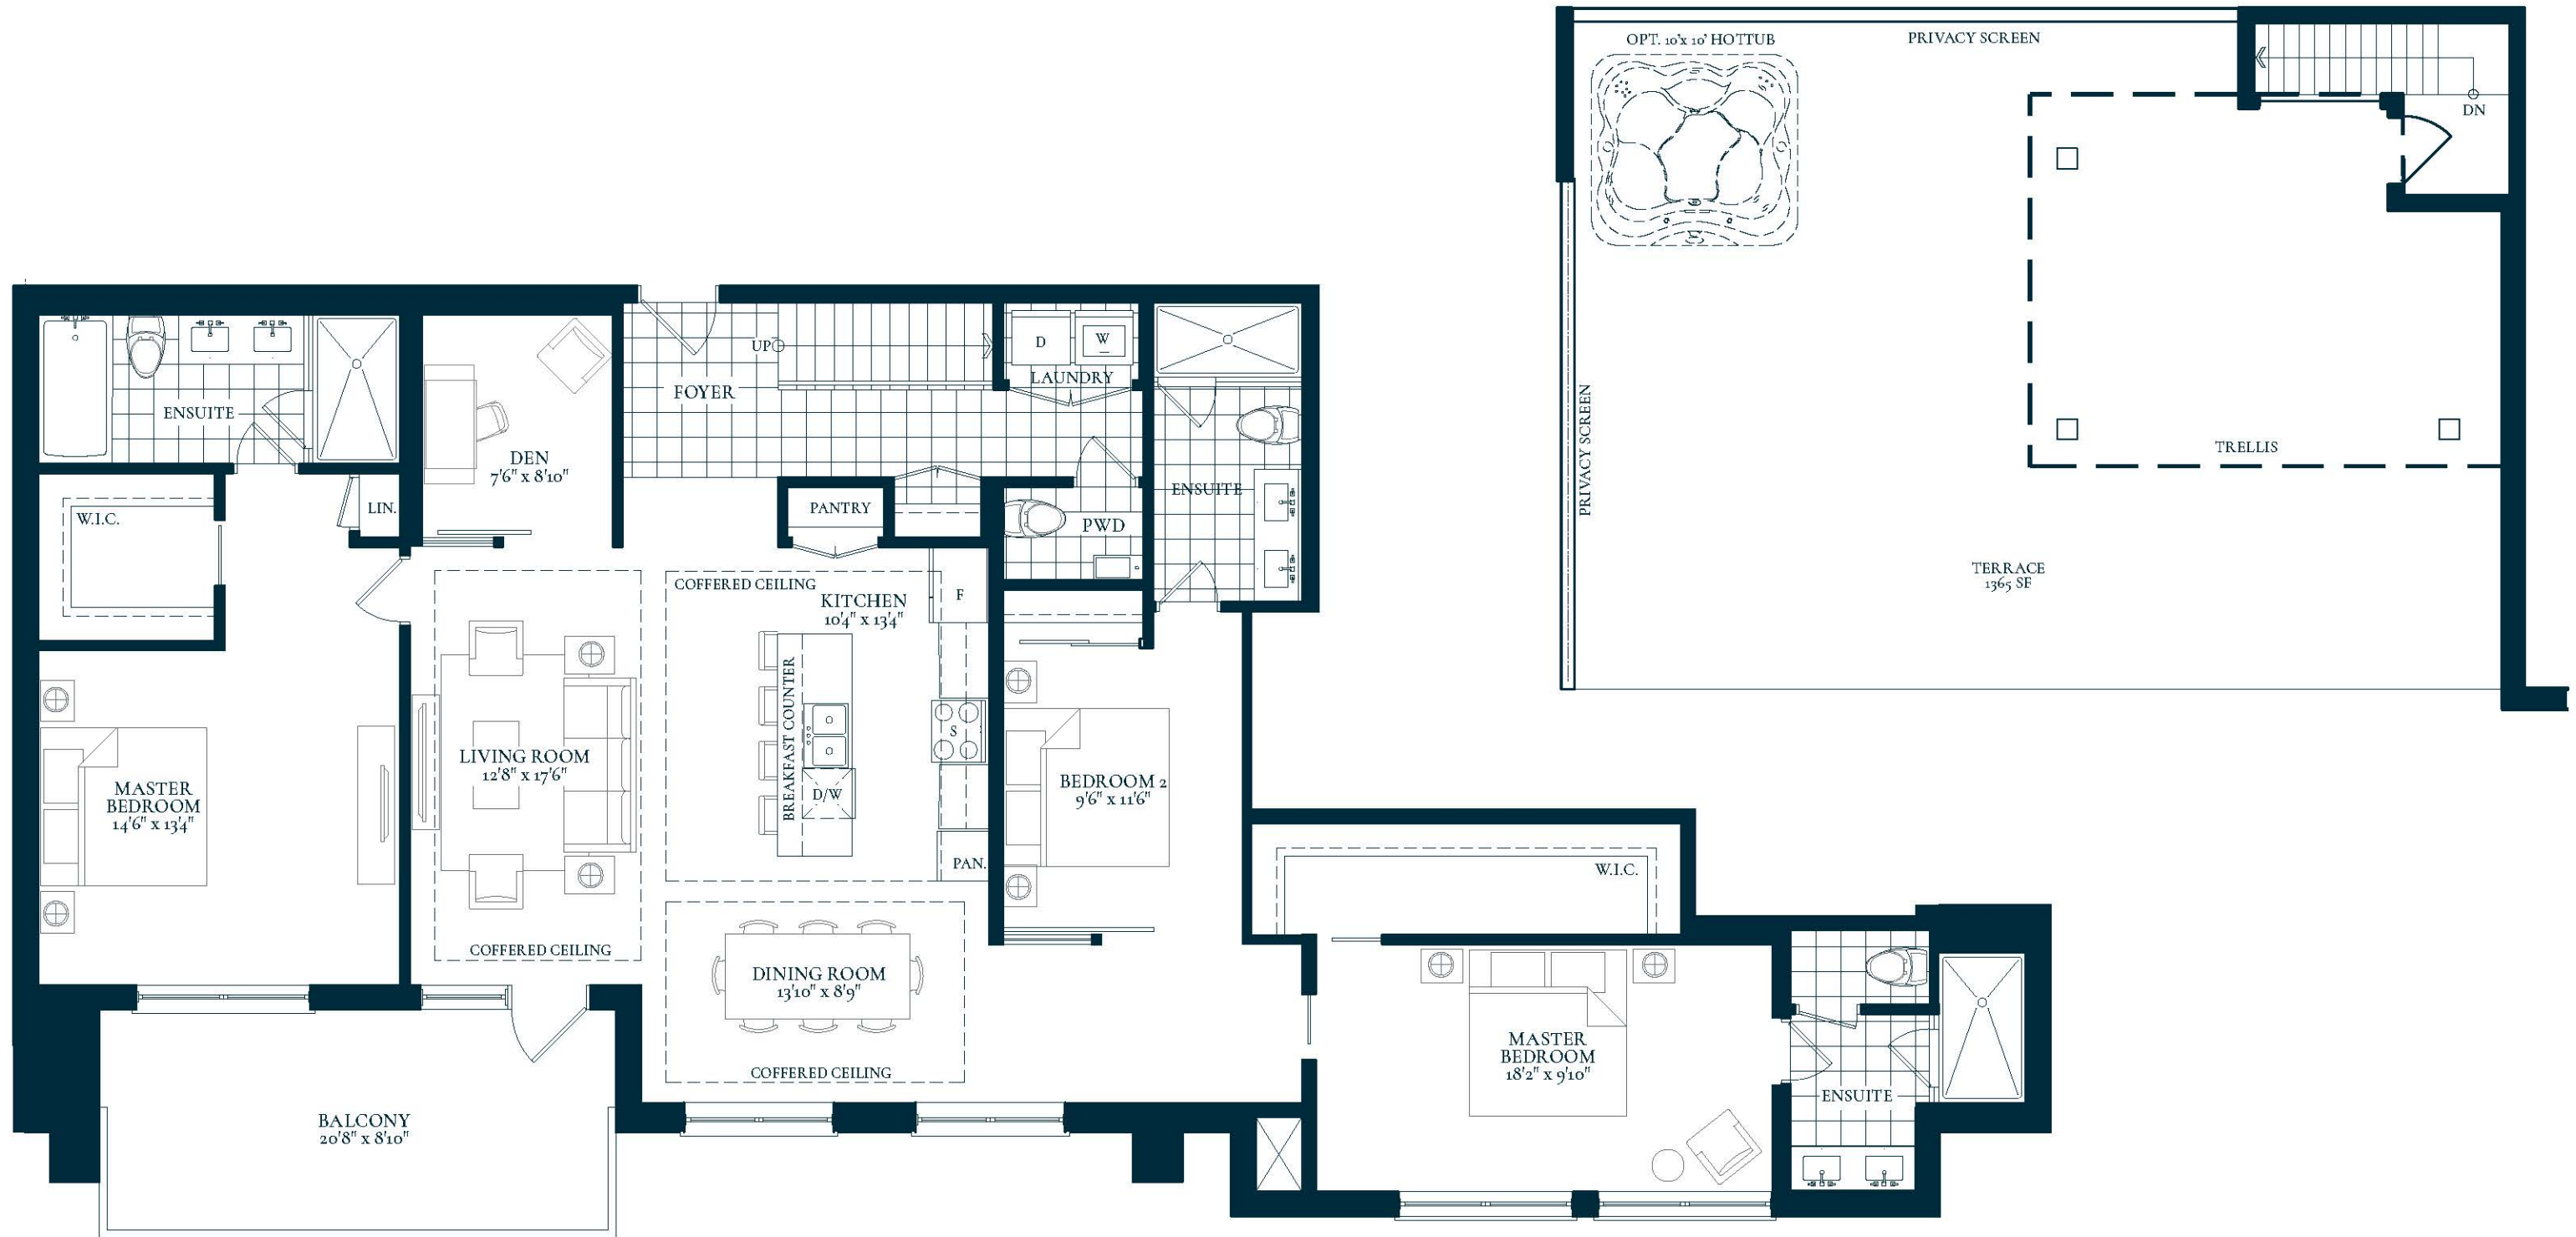 OPT. 10'x 10' HOTTUB
PRIVACY SCREEN
DN
PRIVACY SCREEN
TRELLIS
TERRACE
1365 SF
ENSUITE
W.I.C.
LIN.
DEN
7'6" x 8'10"
FOYER
UP
D
W
LAUNDRY
PANTRY
PWD
ENSUITE
COFFERED CEILING
KITCHEN
10'4" x 13'4"
F
BREAKFAST COUNTER
S
D/W
PAN.
LIVING ROOM
12'8" x 17'6"
COFFERED CEILING
MASTER
BEDROOM
14'6" x 13'4"
BEDROOM 2
9'6" x 11'6"
DINING ROOM
13'10" x 8'9"
COFFERED CEILING
BALCONY
20'8" x 8'10"
W.I.C.
MASTER
BEDROOM
18'2" x 9'10"
ENSUITE